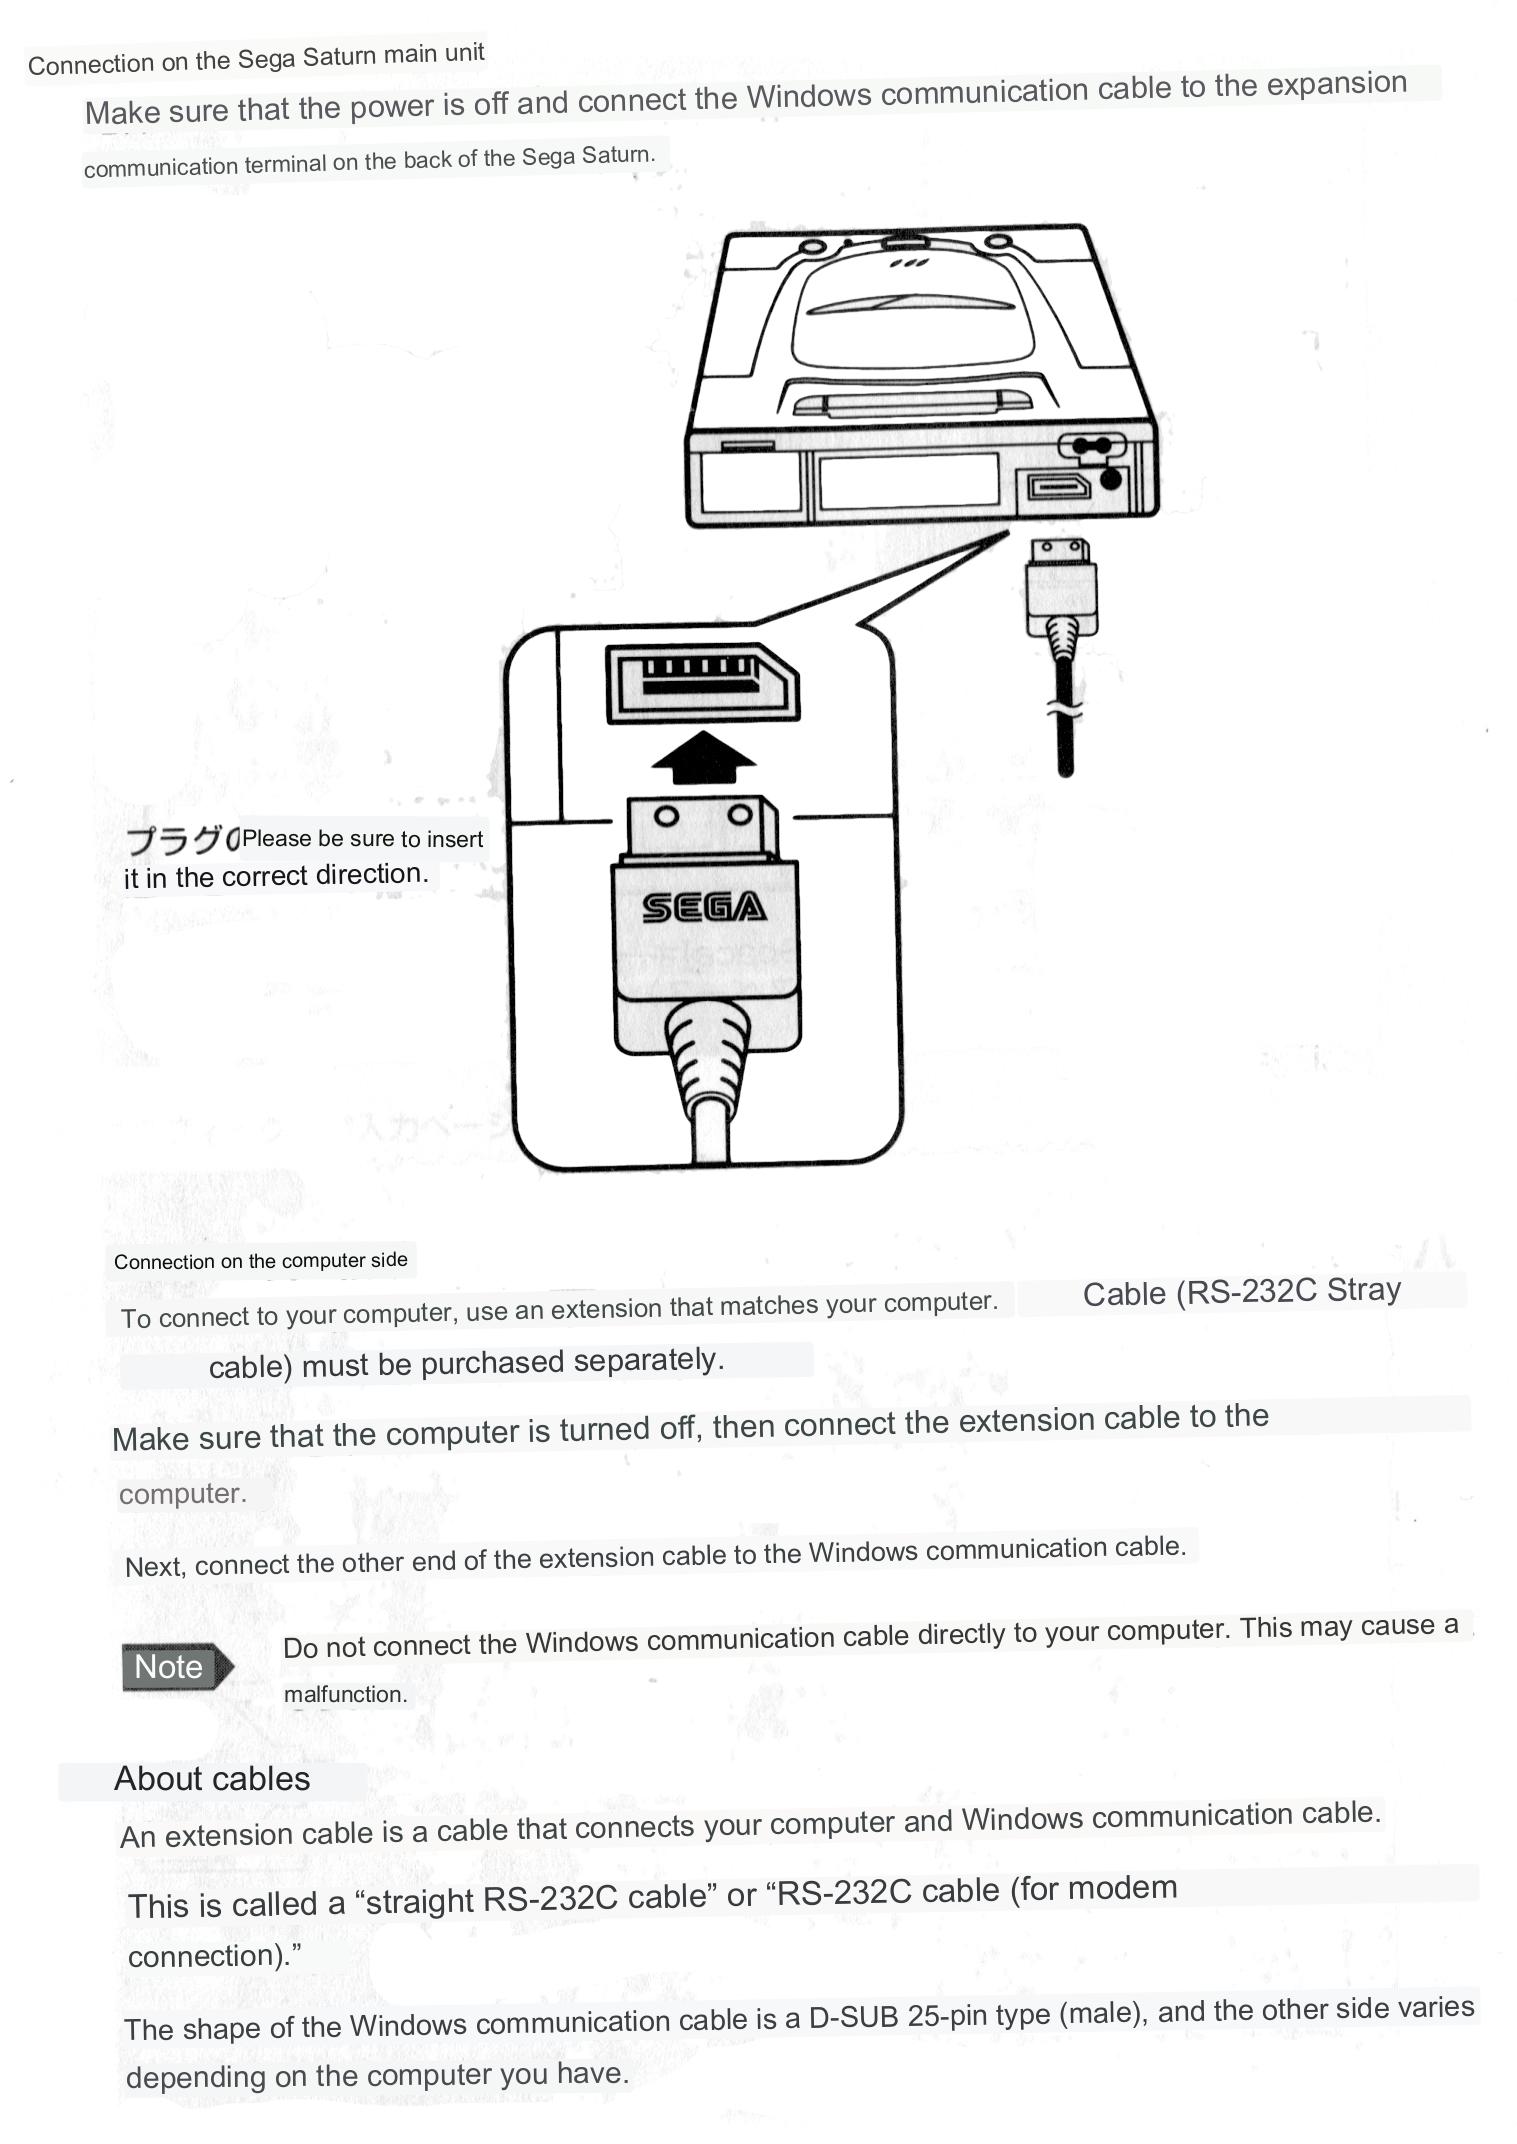 Connection on the Sega Saturn main unit
Make sure that the power is off and connect the Windows communication cable to the expansion
communication terminal on the back of the Sega Saturn.
プラグ Please be sure to insert
it in the correct direction.
SEGA
Connection on the computer side
To connect to your computer, use an extension that matches your computer. Cable (RS-232C Stray
cable) must be purchased separately.
Make sure that the computer is turned off, then connect the extension cable to the
computer.
Next, connect the other end of the extension cable to the Windows communication cable.
Note
Do not connect the Windows communication cable directly to your computer. This may cause a
malfunction.
About cables
An extension cable is a cable that connects your computer and Windows communication cable.
This is called a “straight RS-232C cable” or “RS-232C cable (for modem
connection).”
The shape of the Windows communication cable is a D-SUB 25-pin type (male), and the other side varies
depending on the computer you have.